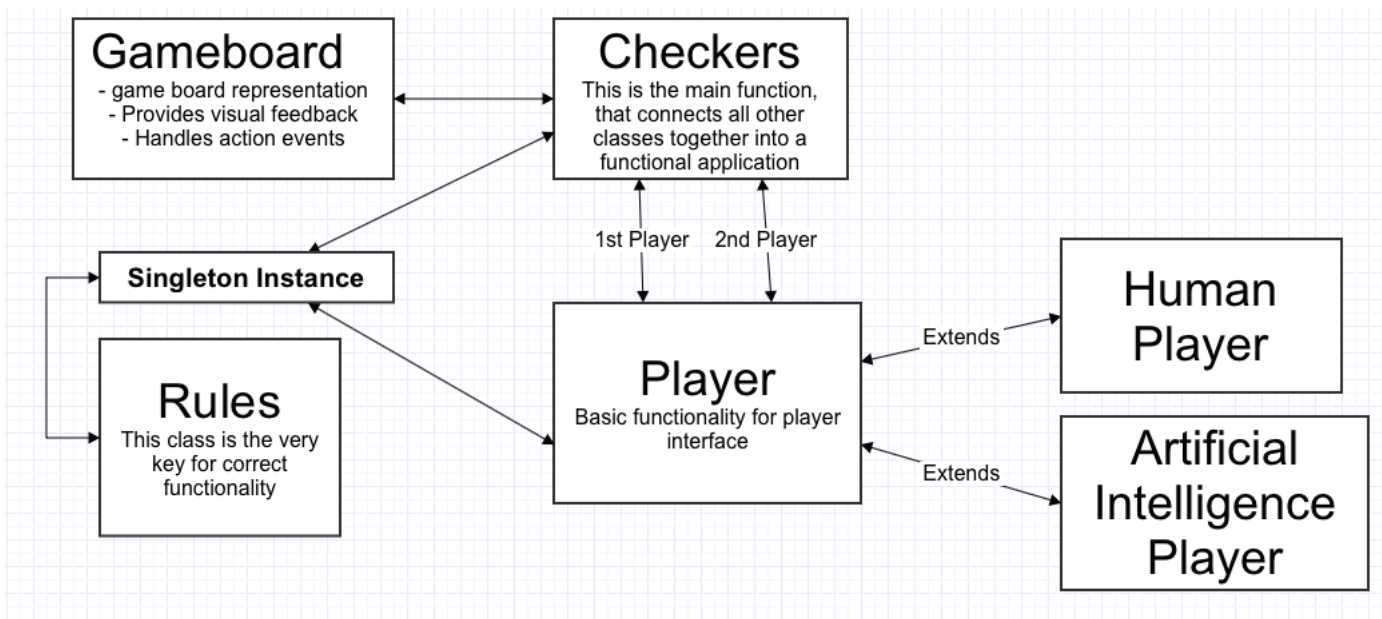 Gameboard
- game board representation
- Provides visual feedback
- Handles action events
Checkers
This is the main function,
that connects all other
classes together into a
functional application
1st Player
2nd Player
Singleton Instance
Rules
This class is the very
key for correct
functionality
Player
Basic functionality for player
interface
Extends
Extends
Human
Player
Artificial
Intelligence
Player